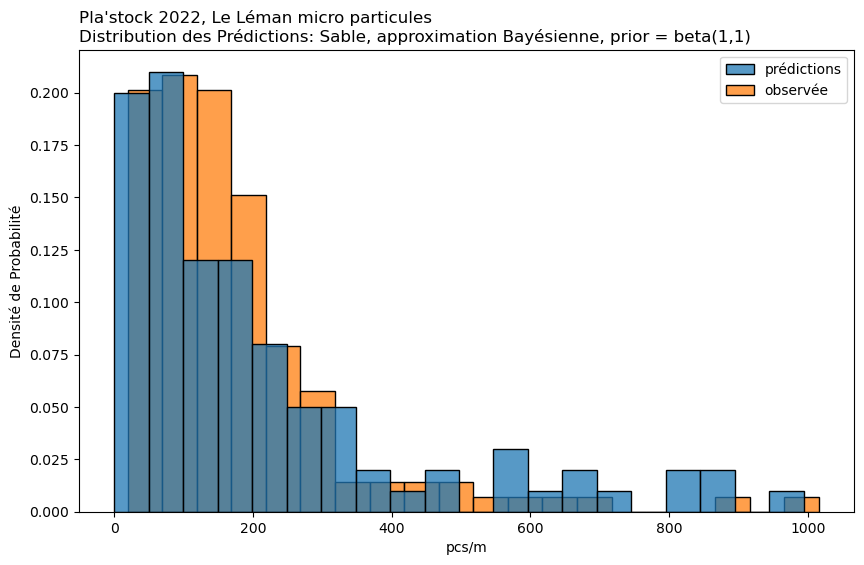 Pla'stock 2022, Le Léman micro particules
Distribution des Prédictions: Sable, approximation Bayésienne, prior = beta(1,1)
prédictions
observée
Densité de Probabilité
0.200
0.175
0.150
0.125
0.100
0.075
0.050
0.025
0.000
0 200 400 600 800 1000
pcs/m